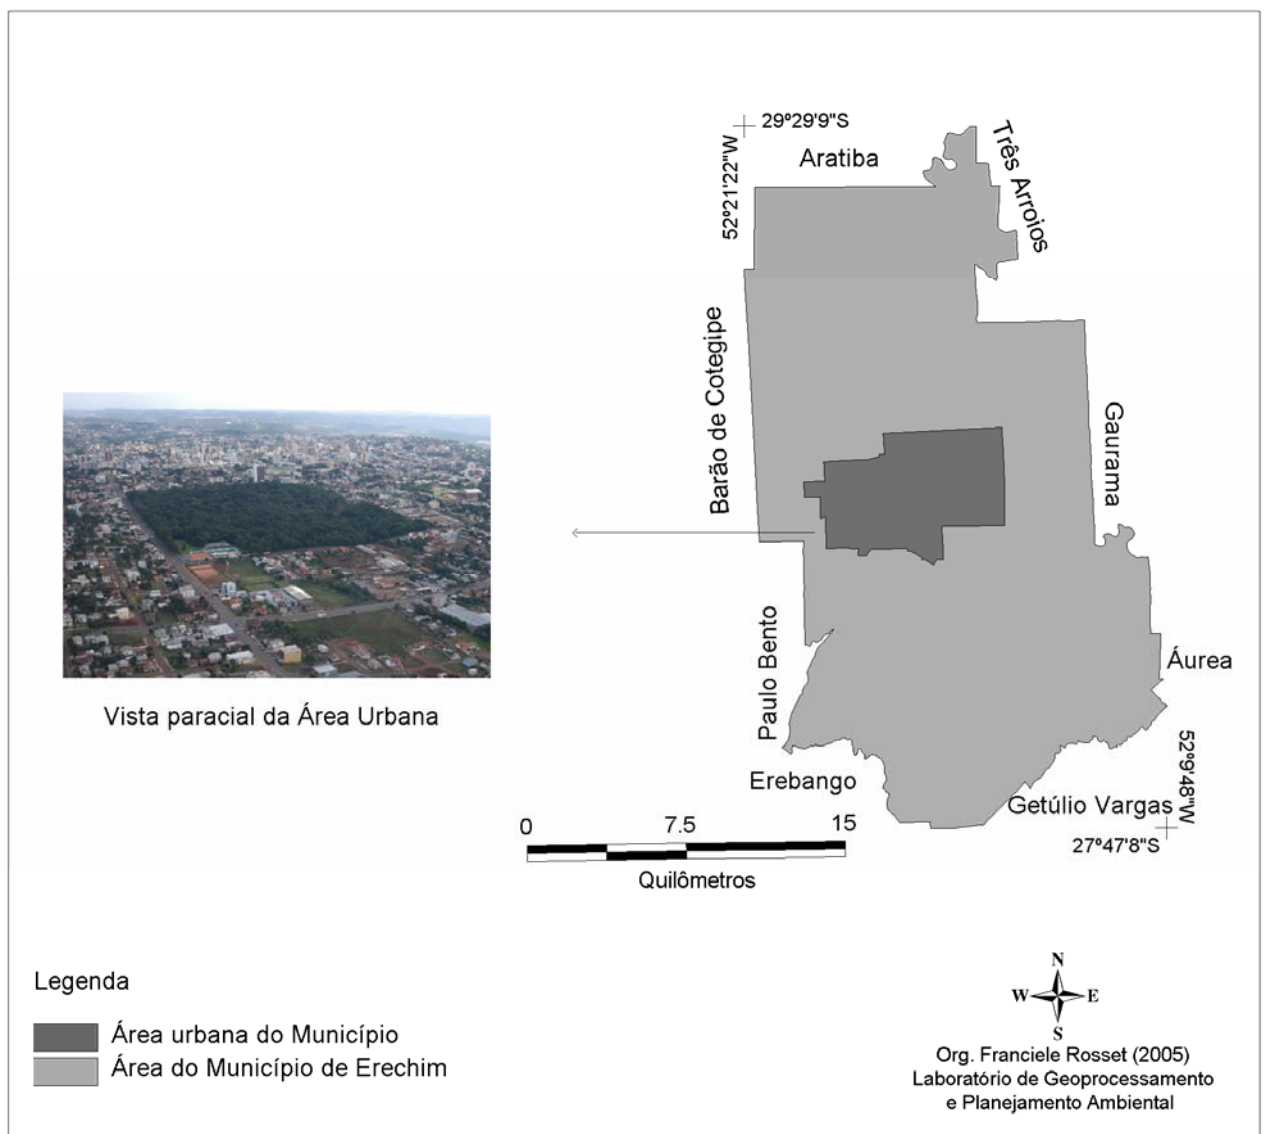 29º29'9"S
52º21'22"W
Aratiba
Três Arroios
Barão de Cotegipe
Gaurama
Paulo Bento
Áurea
Vista paracial da Área Urbana
Erebango
52º9'48"W
Getúlio Vargas
27º47'8"S
0 7.5 15
Quilômetros
Legenda
Área urbana do Município
Área do Município de Erechim
N
W E
S
Org. Franciele Rosset (2005)
Laboratório de Geoprocessamento
e Planejamento Ambiental